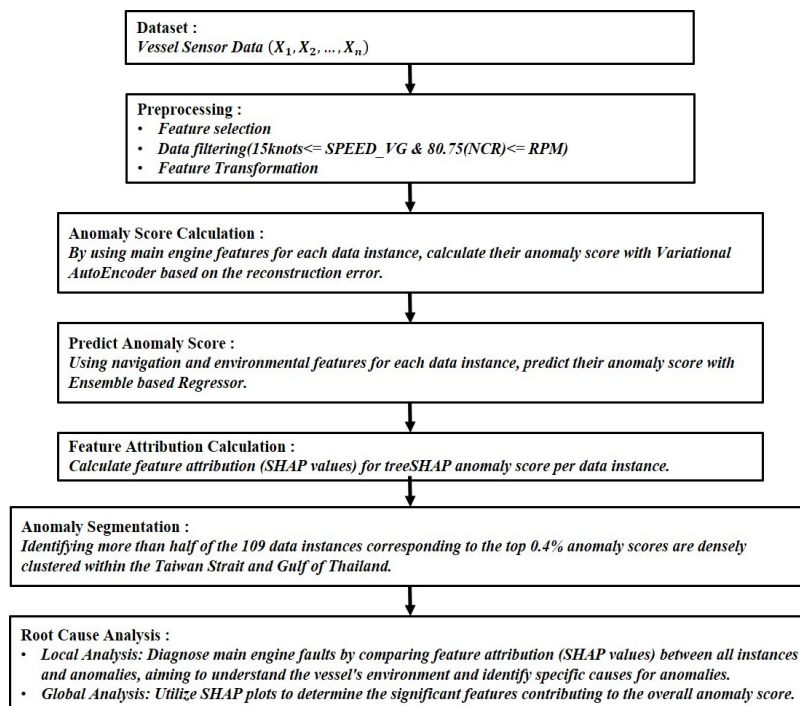 Dataset :
Vessel Sensor Data (X₁, X₂, ..., Xₙ)
Preprocessing :
• Feature selection
• Data filtering(15knots<= SPEED_VG & 80.75(NCR)<= RPM)
• Feature Transformation
Anomaly Score Calculation :
By using main engine features for each data instance, calculate their anomaly score with Variational
AutoEncoder based on the reconstruction error.
Predict Anomaly Score :
Using navigation and environmental features for each data instance, predict their anomaly score with
Ensemble based Regressor.
Feature Attribution Calculation :
Calculate feature attribution (SHAP values) for treeSHAP anomaly score per data instance.
Anomaly Segmentation :
Identifying more than half of the 109 data instances corresponding to the top 0.4% anomaly scores are densely
clustered within the Taiwan Strait and Gulf of Thailand.
Root Cause Analysis :
• Local Analysis: Diagnose main engine faults by comparing feature attribution (SHAP values) between all instances
and anomalies, aiming to understand the vessel's environment and identify specific causes for anomalies.
• Global Analysis: Utilize SHAP plots to determine the significant features contributing to the overall anomaly score.